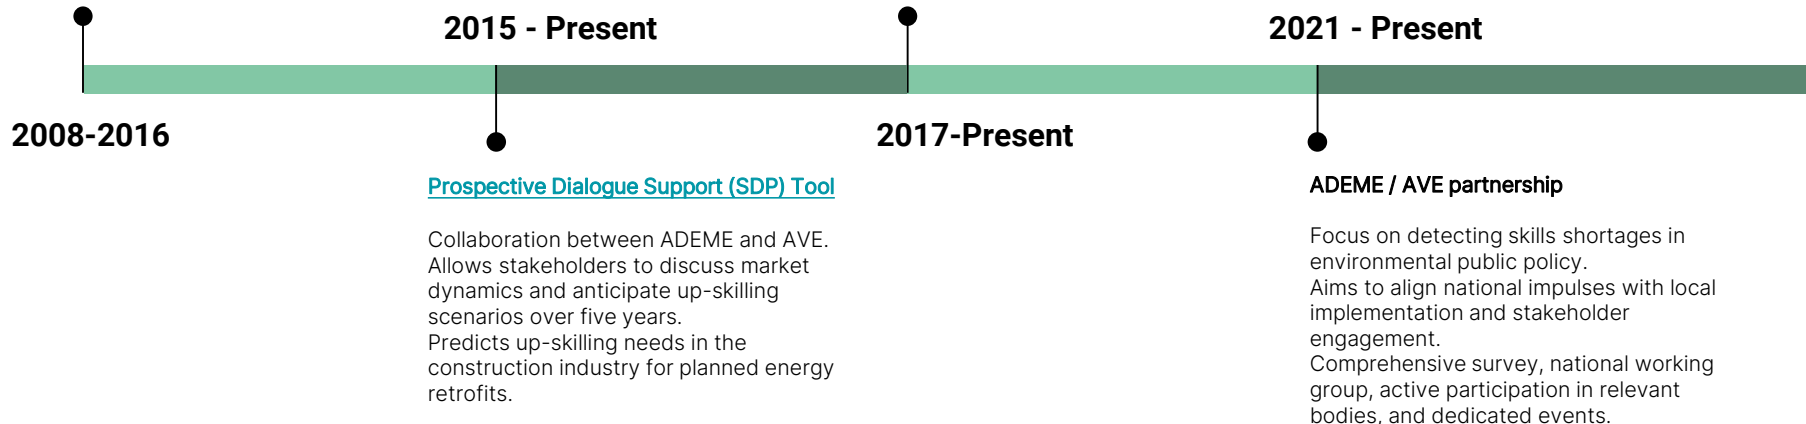 2015 - Present
2021 - Present
2008-2016
2017-Present
Prospective Dialogue Support (SDP) Tool
Collaboration between ADEME and AVE.
Allows stakeholders to discuss market
dynamics and anticipate up-skilling
scenarios over five years.
Predicts up-skilling needs in the
construction industry for planned energy
retrofits.
ADEME / AVE partnership
Focus on detecting skills shortages in
environmental public policy.
Aims to align national impulses with local
implementation and stakeholder
engagement.
Comprehensive survey, national working
group, active participation in relevant
bodies, and dedicated events.